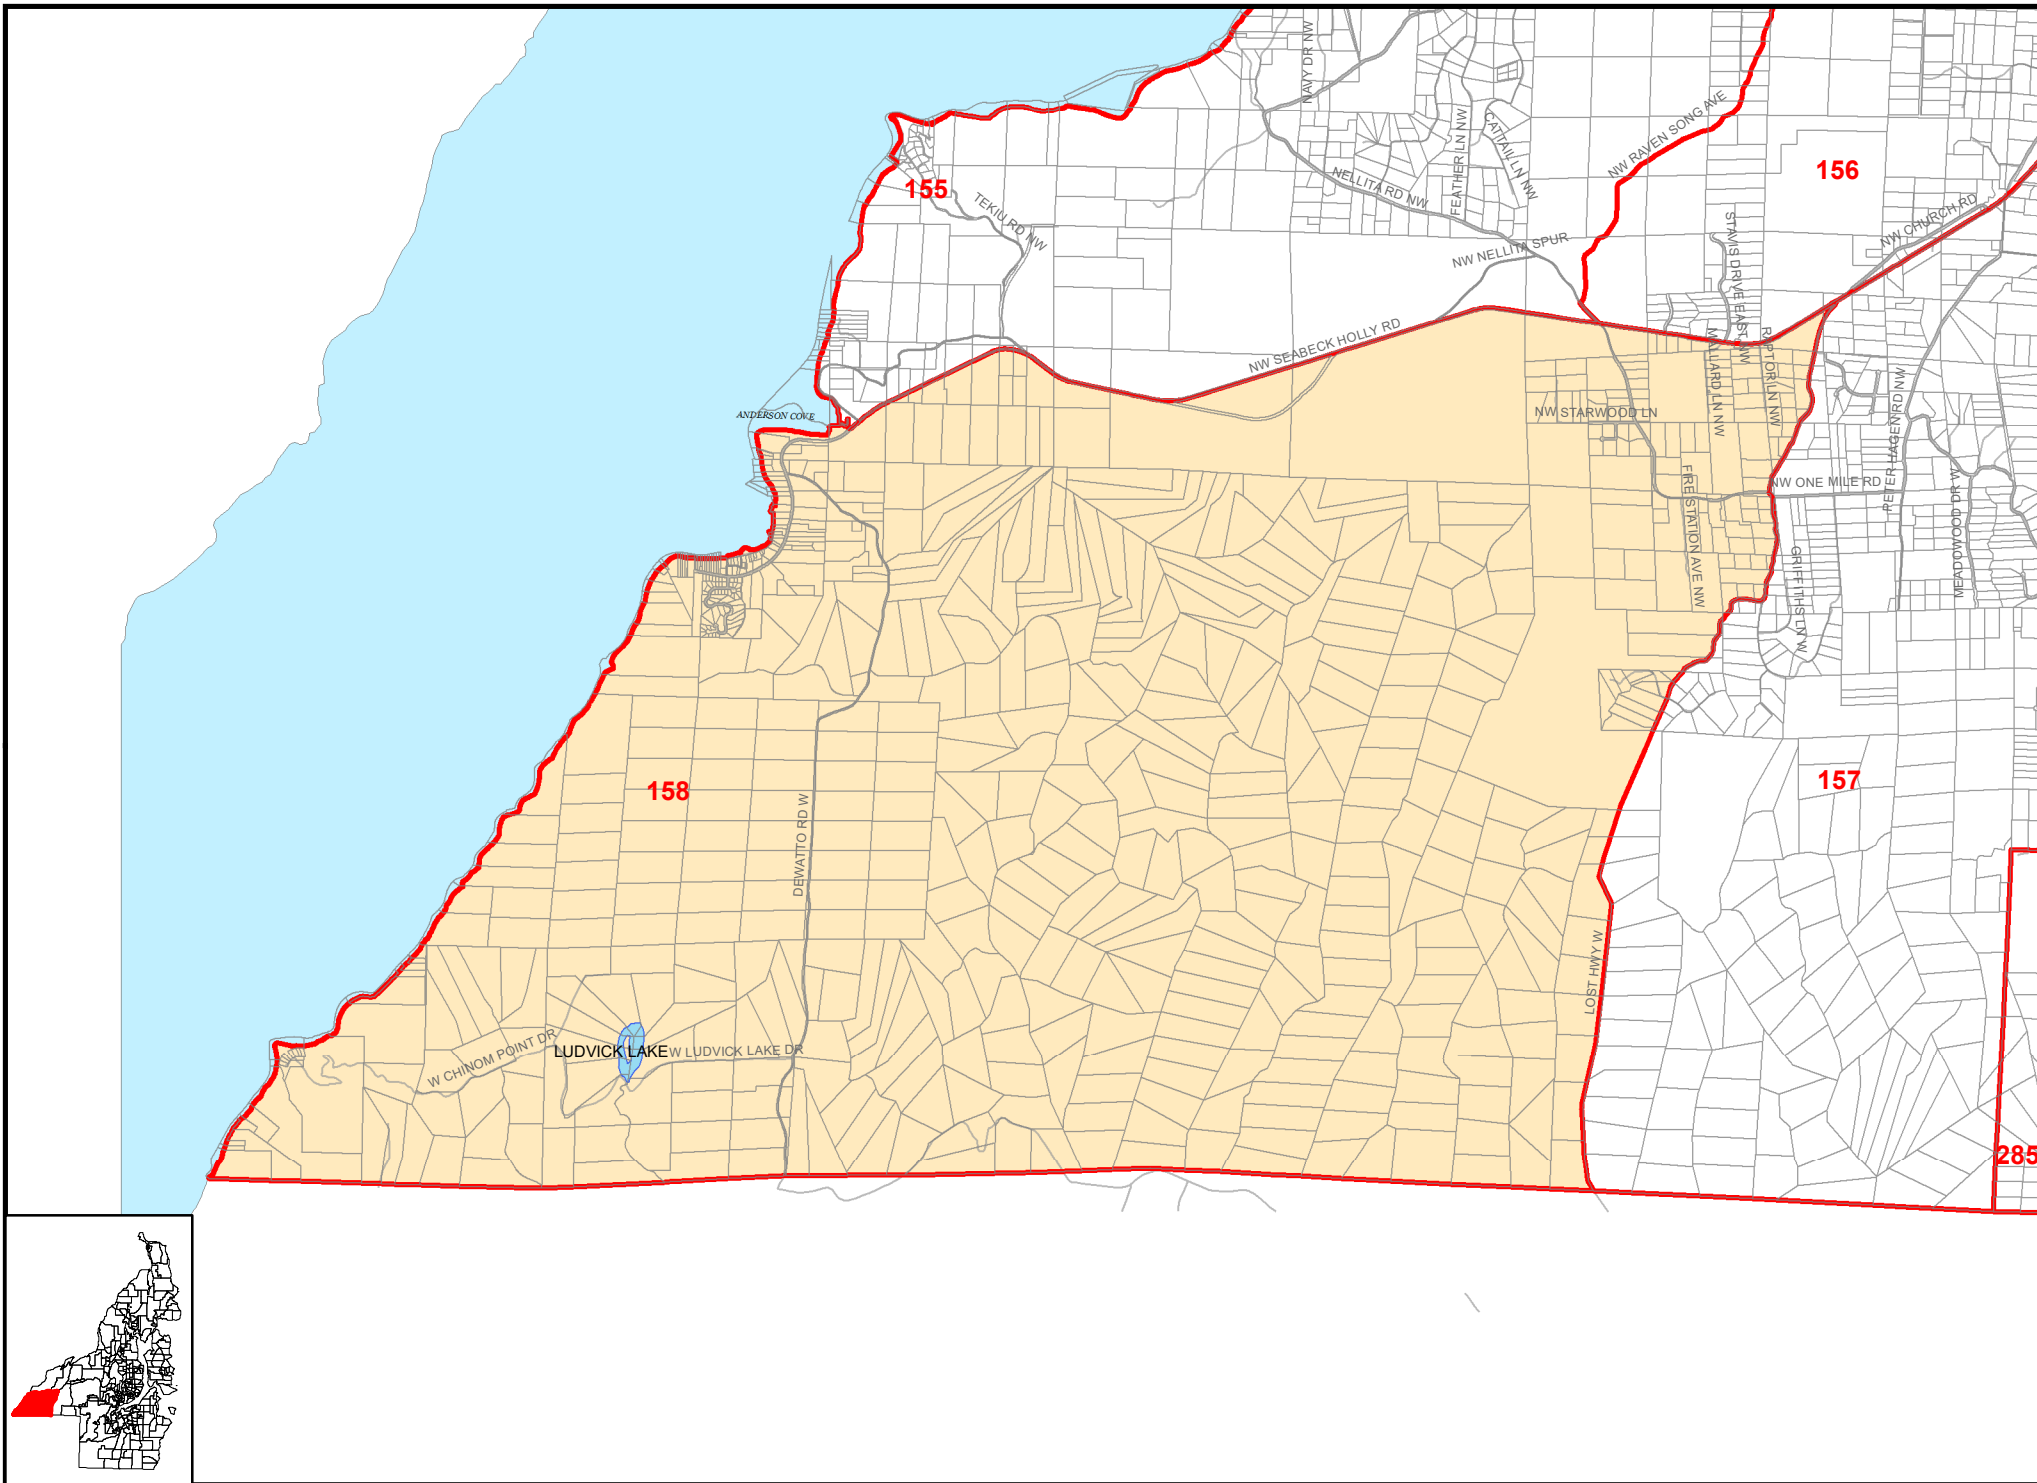 NAVY DR NW
FEATHER LN NW
CATTAIL LN NW
NW RAVEN SONG AVE
156
155
NELLITA RD NW
TEKIU RD NW
NW CHURCH RD
STAVIS DRIVE EAST NW
NW NELLITA SPUR
NW SEABECK HOLLY RD
MALLARD LN NW
RAPTOR LN NW
PETER HAGEN RD NW
ANDERSON COVE
NW STARWOOD LN
NW ONE MILE RD
FIRE STATION AVE NW
MEADOWOOD DR W
GRIFFITHS LN N
157
158
DEWATTO RD W
LOST HWY W
W CHINOM POINT DR
LUDVICK LAKE
W LUDVICK LAKE DR
285